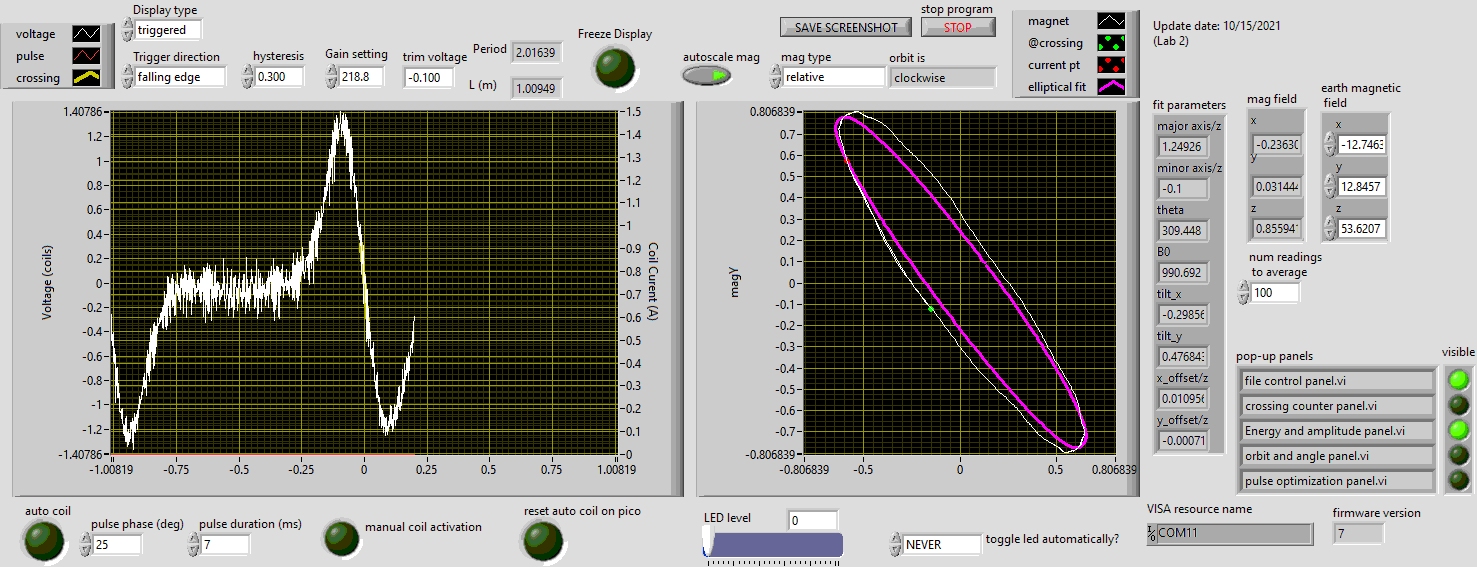 Display type
triggered
voltage
pulse
crossing
Trigger direction
falling edge
hysteresis
0.300
Gain setting
218.8
trim voltage
-0.100
Period
2.01639
L (m)
1.00949
Freeze Display
SAVE SCREENSHOT
stop program
STOP
autoscale mag
mag type
relative
orbit is
clockwise
magnet
@crossing
current pt
elliptical fit
Update date: 10/15/2021
(Lab 2)
1.40786
1.2
1
0.8
0.6
0.4
0.2
0
-0.2
-0.4
-0.6
-0.8
-1
-1.2
-1.40786
Voltage (coils)
-1.00819
-0.75
-0.5
-0.25
0
0.25
0.5
0.75
1.00819
1.5
1.4
1.3
1.2
1.1
1
0.9
0.8
0.7
0.6
0.5
0.4
0.3
0.2
0.1
0
Coil Current (A)
0.806839
0.7
0.6
0.5
0.4
0.3
0.2
0.1
0
-0.1
-0.2
-0.3
-0.4
-0.5
-0.6
-0.7
-0.806839
magy
-0.806839
-0.5
0
0.5
0.806839
fit parameters
major axis/z
1.24926
minor axis/z
-0.1
theta
309.448
B0
990.692
tilt_x
-0.2985
tilt_y
0.47684
x_offset/z
0.01095
y_offset/z
-0.00071
mag field
x
-0.2363
y
0.03144
z
0.85594
earth magnetic
field
x
-12.746
y
12.8457
z
53.6207
num readings
to average
100
pop-up panels
visible
file control panel.vi
crossing counter panel.vi
Energy and amplitude panel.vi
orbit and angle panel.vi
pulse optimization panel.vi
auto coil
pulse phase (deg)
25
pulse duration (ms)
7
manual coil activation
reset auto coil on pico
LED level
0
NEVER
toggle led automatically?
VISA resource name
COM11
firmware version
7